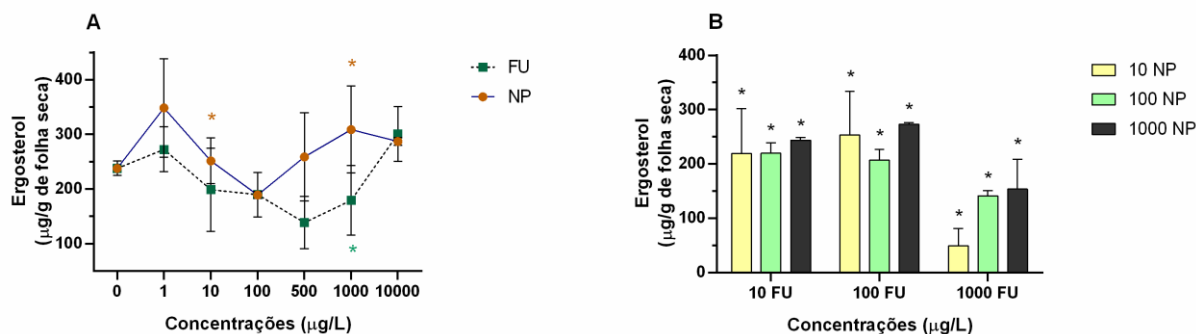 A
Ergosterol
(µg/g de folha seca)
400
300
200
100
0
1
10
100
500
1000
10000
Concentrações (µg/L)
*
*
*
FU
NP
B
Ergosterol
(µg/g de folha seca)
400
300
200
100
0
* * *
* * *
* * *
10 FU
100 FU
1000 FU
Concentrações (µg/L)
10 NP
100 NP
1000 NP